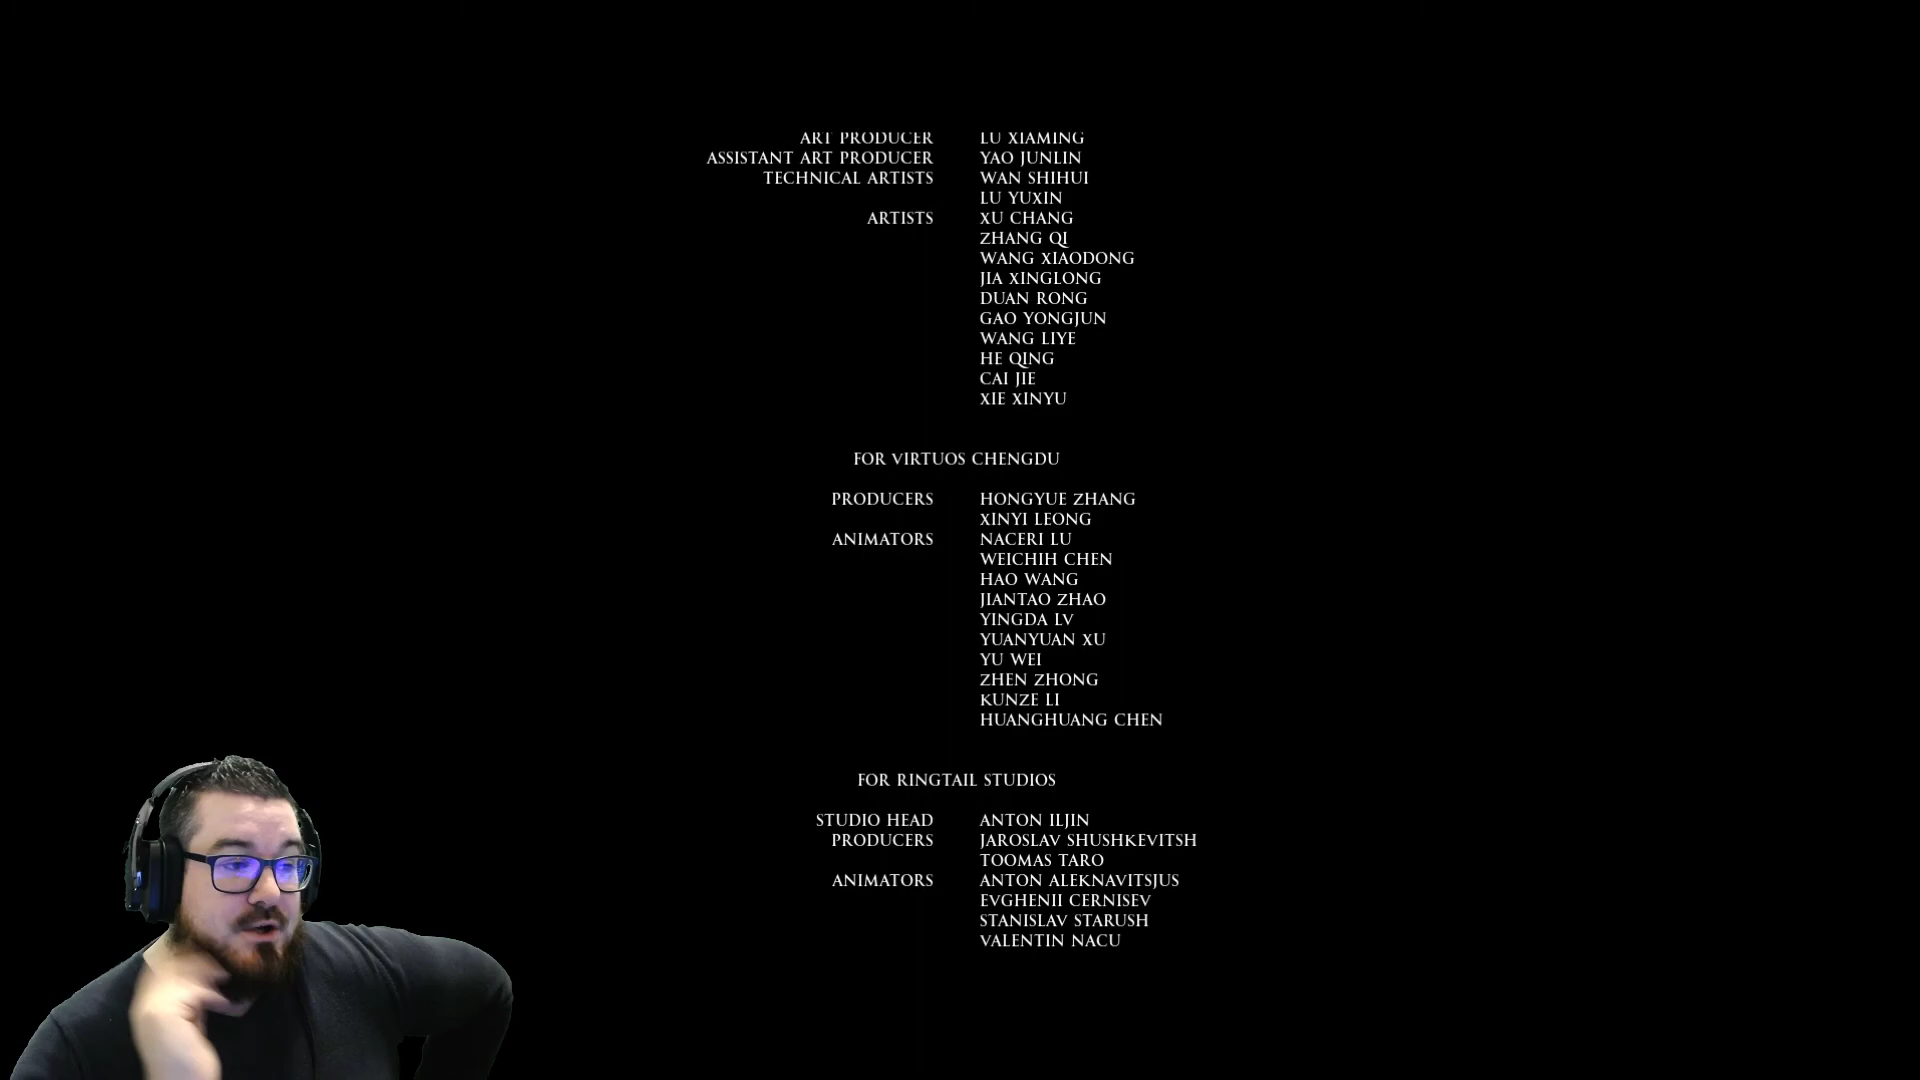 ART PRODUCER LU XIAMING
ASSISTANT ART PRODUCER YAO JUNLIN
TECHNICAL ARTISTS WAN SHIHUI
LU YUXIN
ARTISTS XU CHANG
ZHANG QI
WANG XIAODONG
JIA XINGLONG
DUAN RONG
GAO YONGJUN
WANG LIYE
HE QING
CAI JIE
XIE XINYU
FOR VIRTUOS CHENGDU
PRODUCERS HONGYUE ZHANG
XINYI LEONG
ANIMATORS NACERI LU
WEICHIH CHEN
HAO WANG
JIANTAO ZHAO
YINGDA LV
YUANYUAN XU
YU WEI
ZHEN ZHONG
KUNZE LI
HUANGHUANG CHEN
FOR RINGTAIL STUDIOS
STUDIO HEAD ANTON ILJIN
PRODUCERS JAROSLAV SHUSHKEVITSH
TOOMAS TARO
ANIMATORS ANTON ALEKNAVITSJUS
EVGHENII CERNISEV
STANISLAV STARUSH
VALENTIN NACU